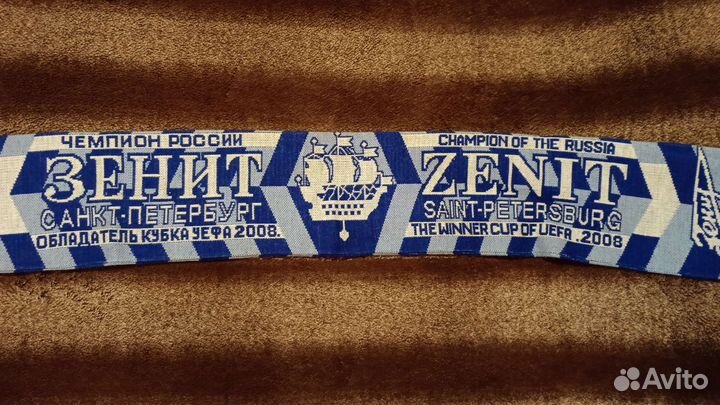 ЧЕМПИОН РОССИИ
ЗЕНИТ
САНКТ-ПЕТЕРБУРГ
ОБЛАДАТЕЛЬ КУБКА УЕФА 2008.
CHAMPION OF THE RUSSIA
ZENIT
SAINT-PETERSBURG
THE WINNER CUP OF UEFA .2008
Avito